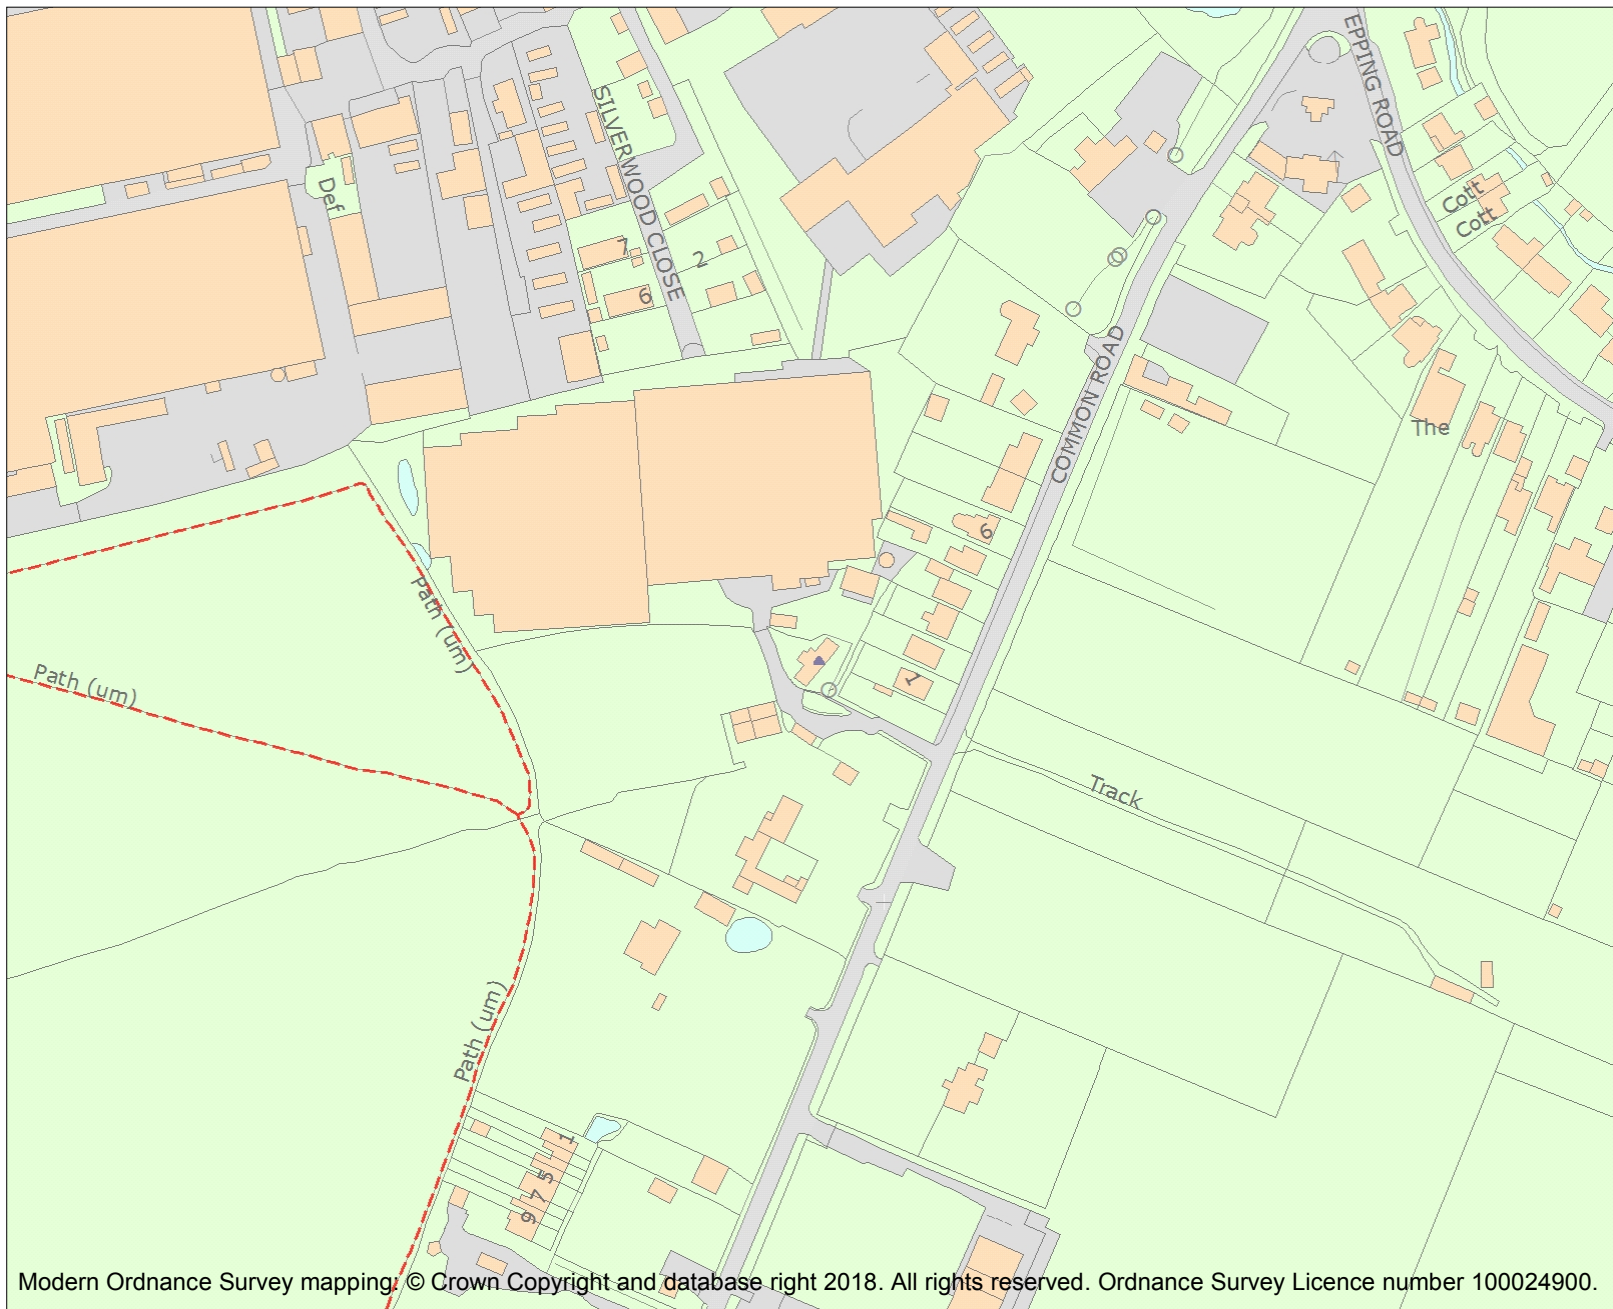 EPPING ROAD
SILVERWOOD CLOSE
Def
Cott
Cott
7
2
6
COMMON ROAD
The
6
Path (um)
Path (um)
1
Track
Path (um)
1
5
7
9
Modern Ordnance Survey mapping: © Crown Copyright and database right 2018. All rights reserved. Ordnance Survey Licence number 100024900.